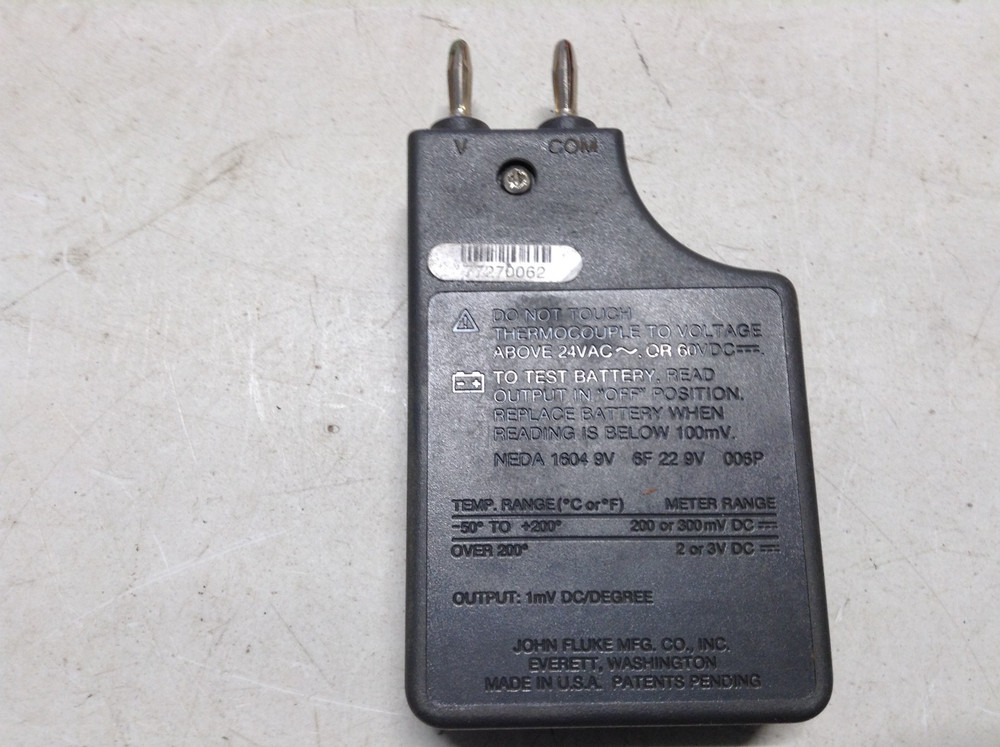 V COM
77270062
DO NOT TOUCH
THERMOCOUPLE TO VOLTAGE
ABOVE 24VAC ~, OR 60VDC⎓.
TO TEST BATTERY, READ
OUTPUT IN "OFF" POSITION.
REPLACE BATTERY WHEN
READING IS BELOW 100mV.
NEDA 1604 9V 6F 22 9V 006P
TEMP. RANGE (°C or °F) METER RANGE
-50° TO +200° 200 or 300mV DC ⎓
OVER 200° 2 or 3V DC ⎓
OUTPUT: 1mV DC/DEGREE
JOHN FLUKE MFG. CO., INC.
EVERETT, WASHINGTON
MADE IN U.S.A. PATENTS PENDING